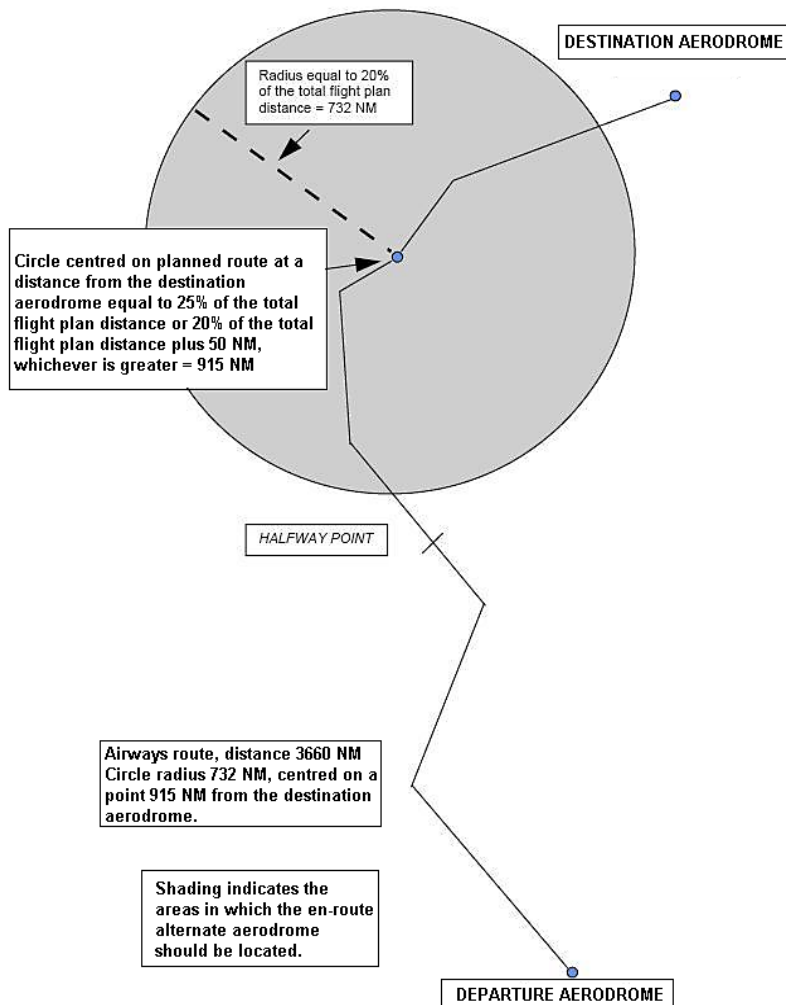 DESTINATION AERODROME
Radius equal to 20%
of the total flight plan
distance = 732 NM
Circle centred on planned route at a
distance from the destination
aerodrome equal to 25% of the total
flight plan distance or 20% of the total
flight plan distance plus 50 NM,
whichever is greater = 915 NM
HALFWAY POINT
Airways route, distance 3660 NM
Circle radius 732 NM, centred on a
point 915 NM from the destination
aerodrome.
Shading indicates the
areas in which the en-route
alternate aerodrome
should be located.
DEPARTURE AERODROME